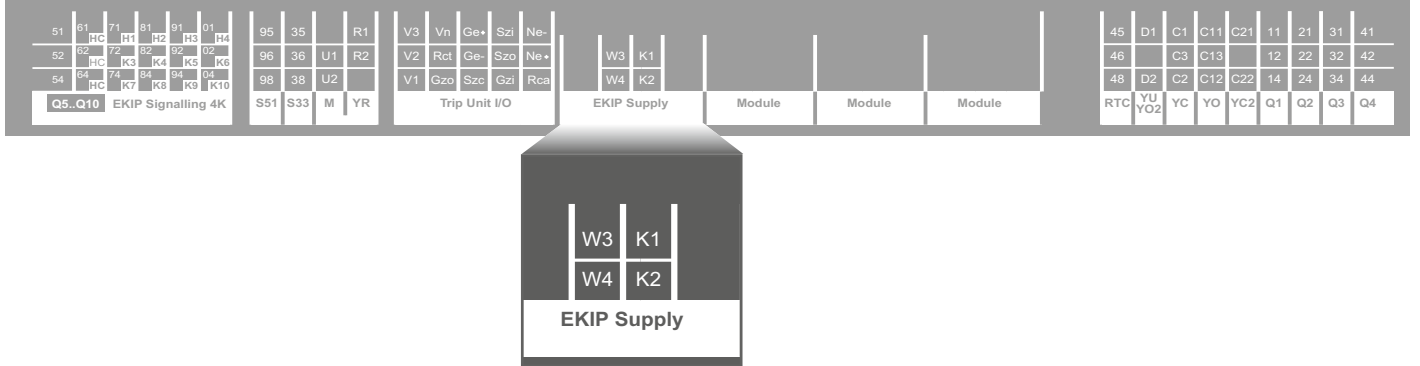 51 61 HC 71 H1 81 H2 91 H3 01 H4 95 35 R1 V3 Vn Ge+ Szi Ne- 45 D1 C1 C11 C21 11 21 31 41
52 62 HC 72 K3 82 K4 92 K5 02 K6 96 36 U1 R2 V2 Rct Ge- Szo Ne+ W3 K1 46 C3 C13 12 22 32 42
54 64 HC 74 K7 84 K8 94 K9 04 K10 98 38 U2 V1 Gzo Szc Gzi Rca W4 K2 48 D2 C2 C12 C22 14 24 34 44
Q5..Q10 EKIP Signalling 4K S51 S33 M YR Trip Unit I/O EKIP Supply Module Module Module RTC YU YO2 YC YO YC2 Q1 Q2 Q3 Q4
W3 K1
W4 K2
EKIP Supply